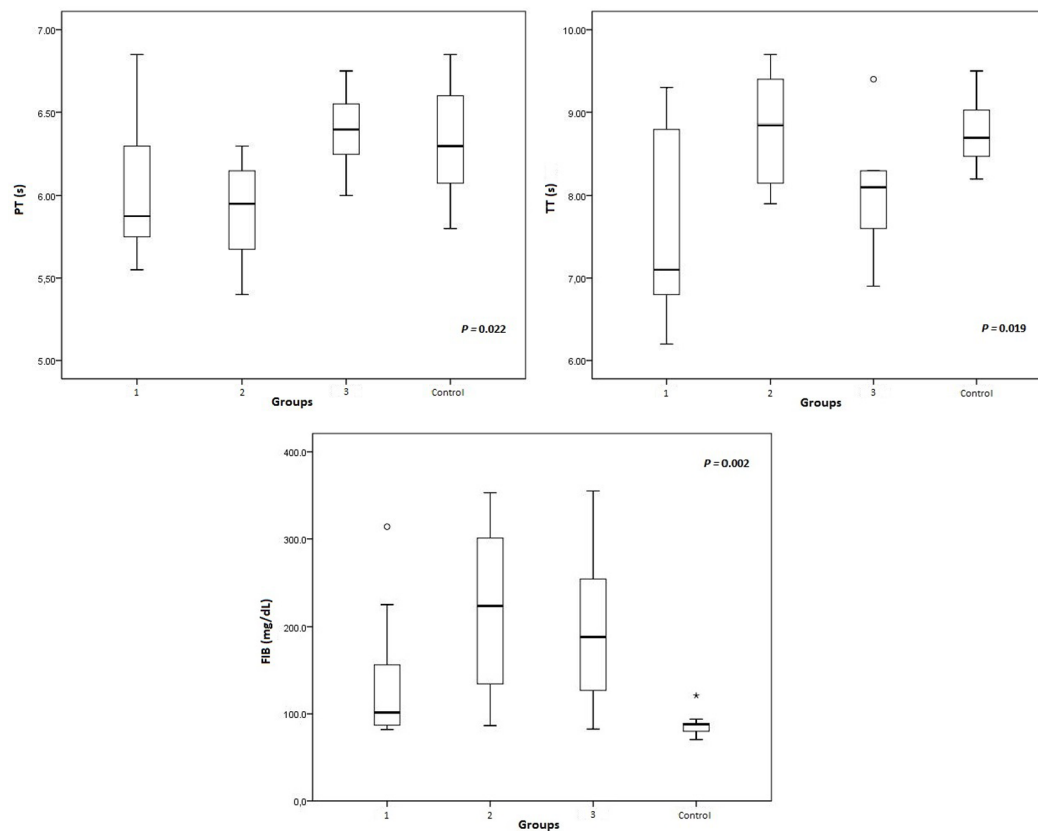 7.00
6.50
6.00
5,50
5.00
PT (s)
P = 0.022
1 2 3 Control
Groups
10.00
9.00
8.00
7,00
6.00
TT (s)
P = 0.019
1 2 3 Control
Groups
400.0
300.0
200.0
100.0
0,0
FIB (mg/dL)
P = 0.002
1 2 3 Control
Groups